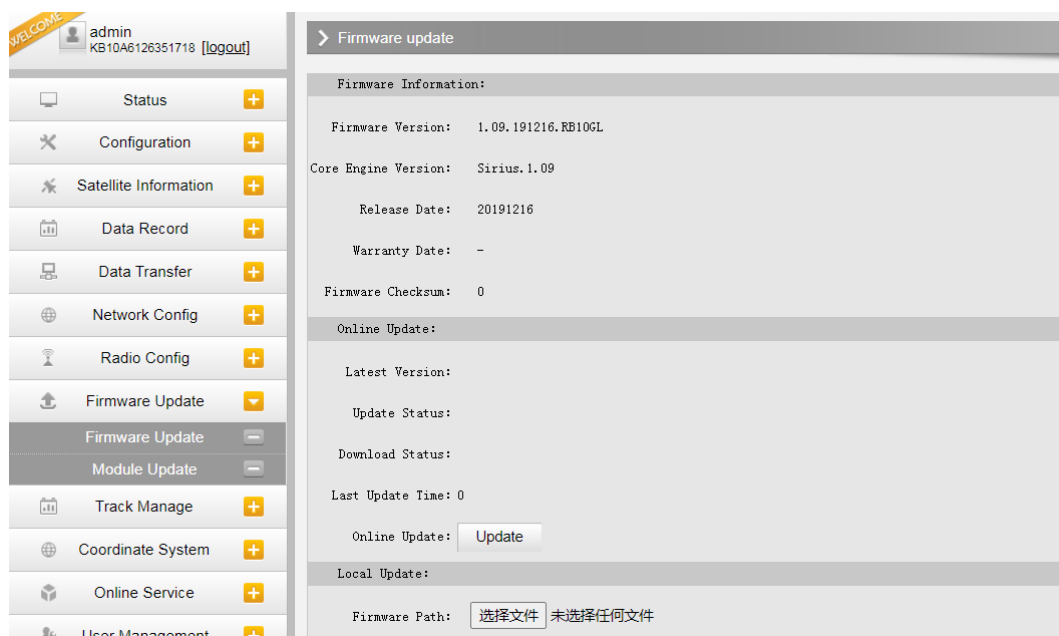 WELCOME
admin
KB10A6126351718 [logout]
Status
Configuration
Satellite Information
Data Record
Data Transfer
Network Config
Radio Config
Firmware Update
Firmware Update
Module Update
Track Manage
Coordinate System
Online Service
User Management
Firmware update
Firmware Information:
Firmware Version: 1.09.191216.RB10GL
Core Engine Version: Sirius.1.09
Release Date: 20191216
Warranty Date: -
Firmware Checksum: 0
Online Update:
Latest Version:
Update Status:
Download Status:
Last Update Time: 0
Online Update: Update
Local Update:
Firmware Path: 选择文件 未选择任何文件